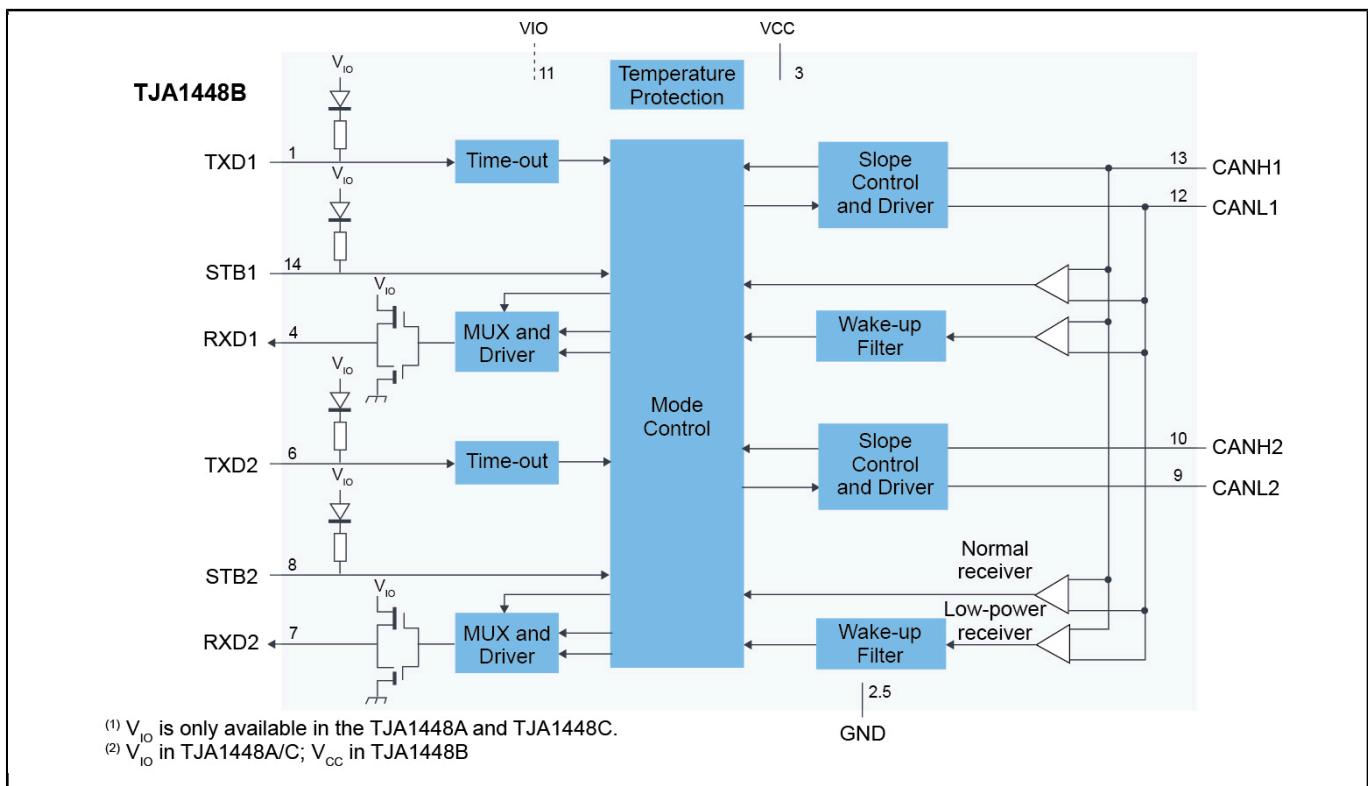 VIO
VCC
11
3
TJA1448B
Temperature
Protection
VIO
TXD1
1
Time-out
Slope
Control
and Driver
13
CANH1
12
CANL1
VIO
STB1
14
VIO
RXD1
4
MUX and
Driver
Wake-up
Filter
VIO
Mode
Control
TXD2
6
Time-out
Slope
Control
and Driver
10
CANH2
9
CANL2
VIO
STB2
8
Normal
receiver
VIO
RXD2
7
MUX and
Driver
Wake-up
Filter
Low-power
receiver
2.5
GND
(1) VIO is only available in the TJA1448A and TJA1448C.
(2) VIO in TJA1448A/C; VCC in TJA1448B